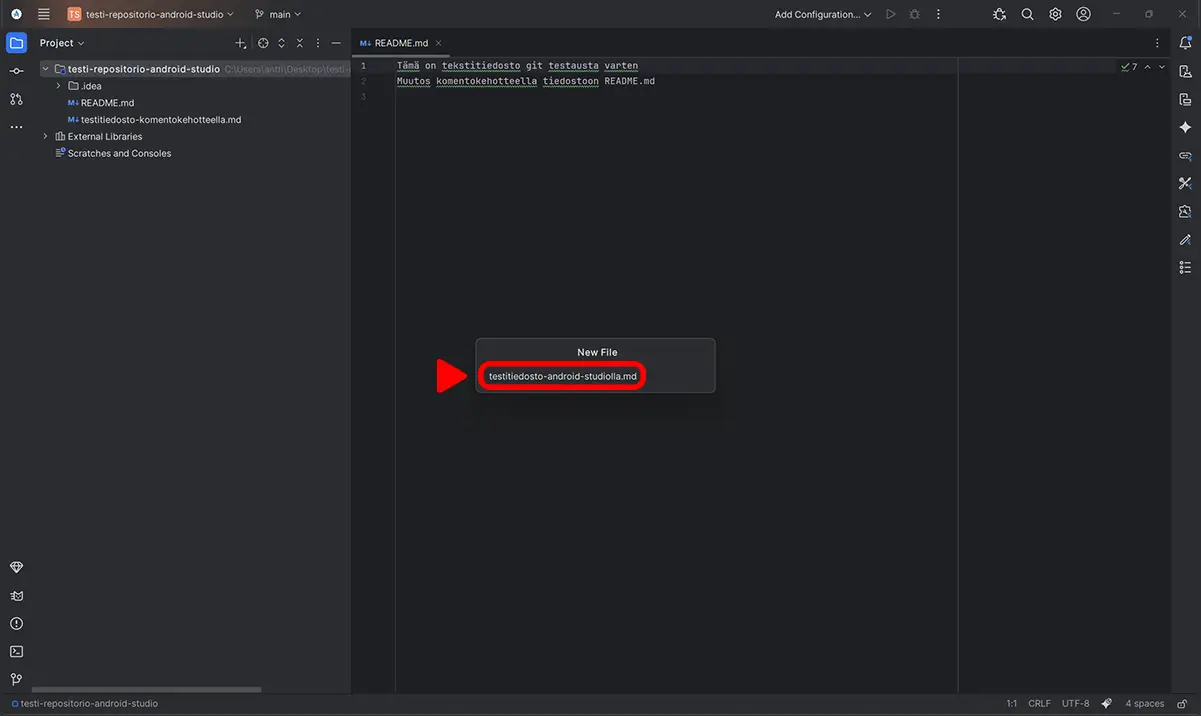 TS testi-repositorio-android-studio main Add Configuration...
Project
README.md
testi-repositorio-android-studio C:\Users\antti\Desktop\testi-
.idea
README.md
testitiedosto-komentokehotteella.md
External Libraries
Scratches and Consoles
1 Tämä on tekstitiedosto git testausta varten
2 Muutos komentokehotteella tiedostoon README.md
3
7
New File
testitiedosto-android-studiolla.md
testi-repositorio-android-studio 1:1 CRLF UTF-8 4 spaces